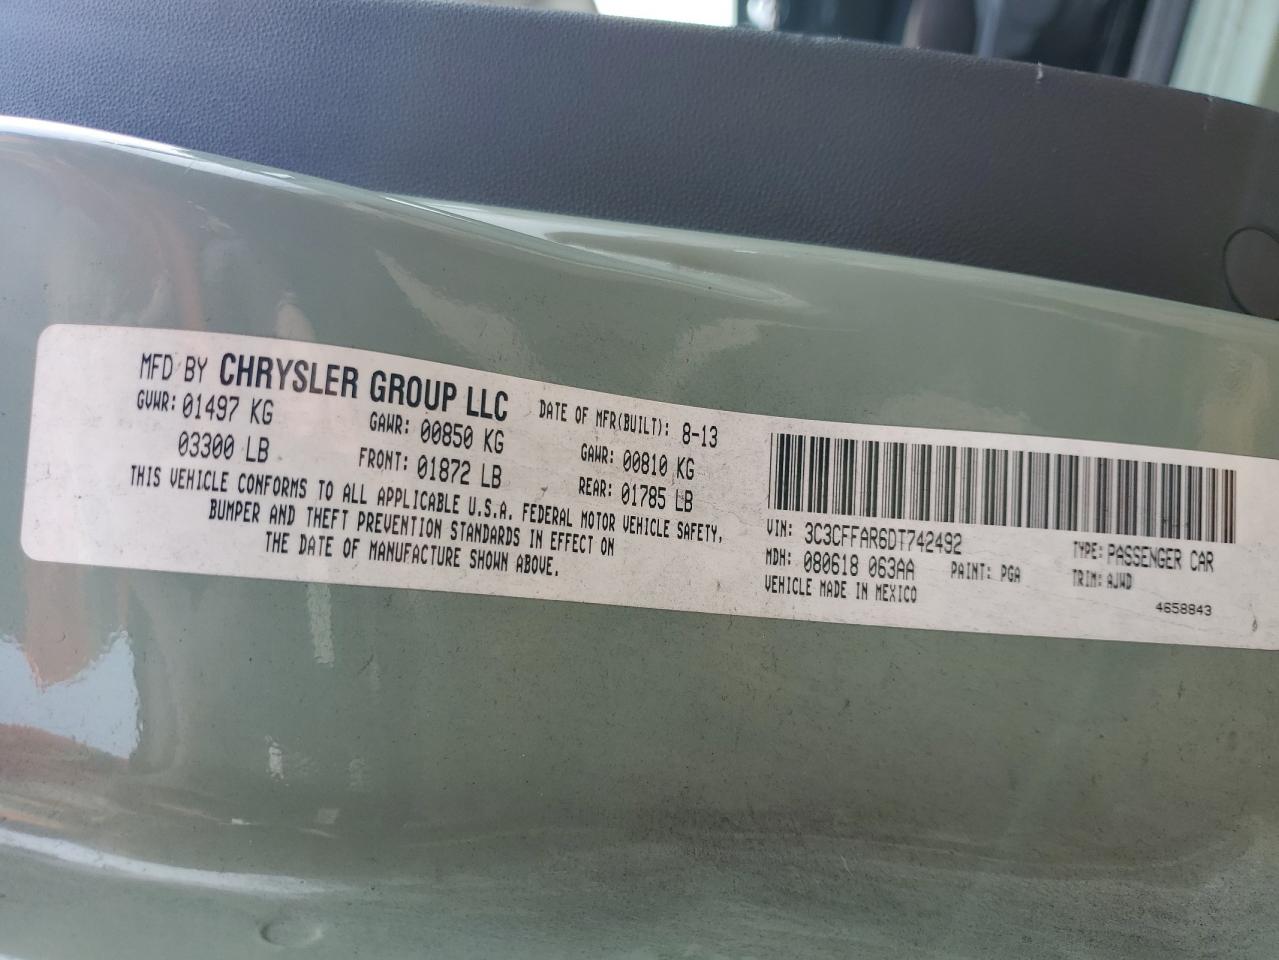 MFD BY CHRYSLER GROUP LLC DATE OF MFR(BUILT): 8-13
GVWR: 01497 KG GAWR: 00850 KG GAWR: 00810 KG
03300 LB FRONT: 01872 LB REAR: 01785 LB
THIS VEHICLE CONFORMS TO ALL APPLICABLE U.S.A. FEDERAL MOTOR VEHICLE SAFETY,
BUMPER AND THEFT PREVENTION STANDARDS IN EFFECT ON
THE DATE OF MANUFACTURE SHOWN ABOVE.
VIN: 3C3CFFAR6DT742492 TYPE: PASSENGER CAR
MDH: 080618 063AA PAINT: PGA TRIM: AJWD
VEHICLE MADE IN MEXICO 4658843